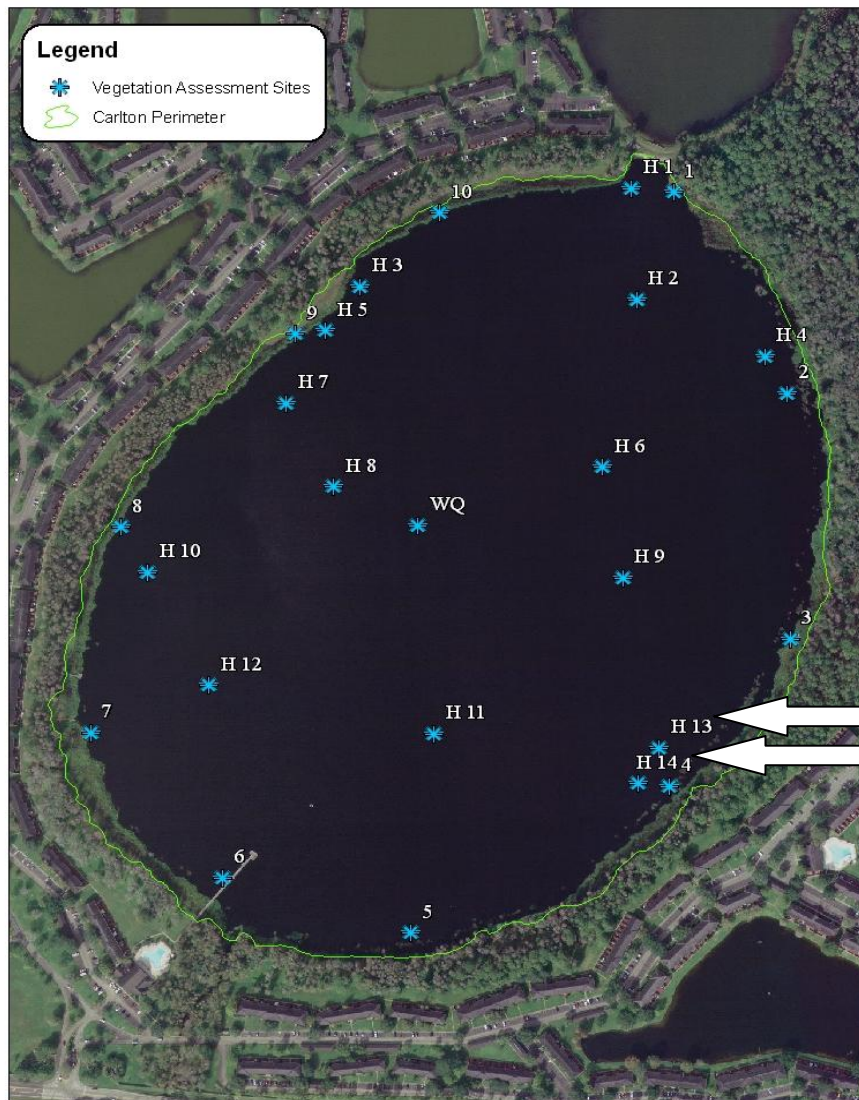 Legend
Vegetation Assessment Sites
Carlton Perimeter
H 1
1
10
H 3
H 2
9
H 5
H 4
2
H 7
H 6
H 8
WQ
8
H 10
H 9
3
H 12
7
H 11
H 13
H 14
4
6
5